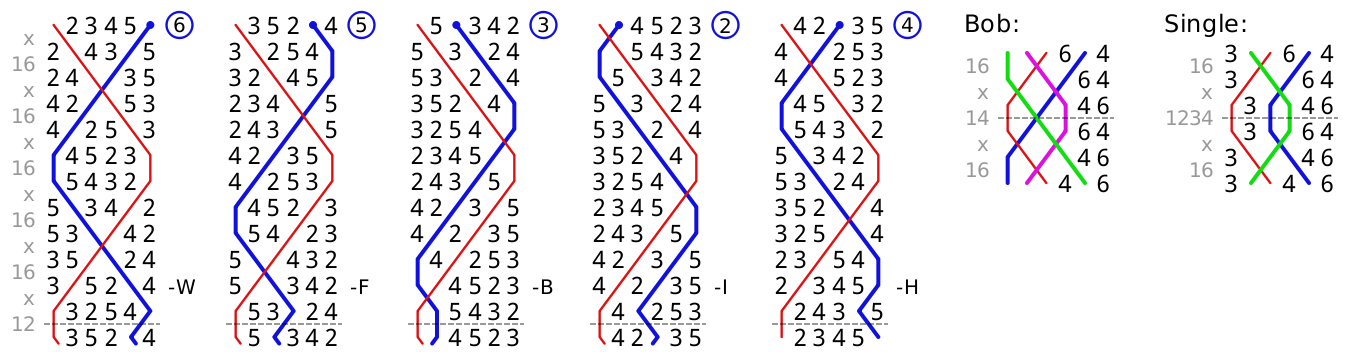 x
16
x
16
x
16
x
16
x
16
x
12
2 3 4 5 6
2 4 3 5
2 4 3 5
4 2 5 3
4 2 5 3
4 5 2 3
5 4 3 2
5 3 4 2
5 3 4 2
3 5 2 4
3 5 2 4 -W
3 2 5 4
3 5 2 4
3 5 2 4 5
3 2 5 4
3 2 4 5
2 3 4 5
2 4 3 5
4 2 3 5
4 2 5 3
4 5 2 3
5 4 2 3
5 4 3 2
5 3 4 2 -F
5 3 2 4
5 3 4 2
5 3 4 2 3
5 3 2 4
5 3 2 4
3 5 2 4
3 2 5 4
2 3 4 5
2 4 3 5
4 2 3 5
4 2 3 5
4 2 5 3
4 5 2 3 -B
5 4 3 2
4 5 2 3
4 5 2 3 2
5 4 3 2
5 3 4 2
5 3 2 4
5 3 2 4
3 5 2 4
3 2 5 4
2 3 4 5
2 4 3 5
4 2 3 5
4 2 3 5 -I
4 2 5 3
4 2 3 5
4 2 3 5 4
4 2 5 3
4 5 2 3
4 5 3 2
5 4 3 2
5 3 4 2
5 3 2 4
3 5 2 4
3 2 5 4
2 3 5 4
2 3 4 5 -H
2 4 3 5
2 3 4 5
Bob:
6 4
16
6 4
x
4 6
14
6 4
x
4 6
16
4 6
Single:
3 6 4
16
3 6 4
x
3 4 6
1234
3 6 4
x
3 4 6
16
3 4 6